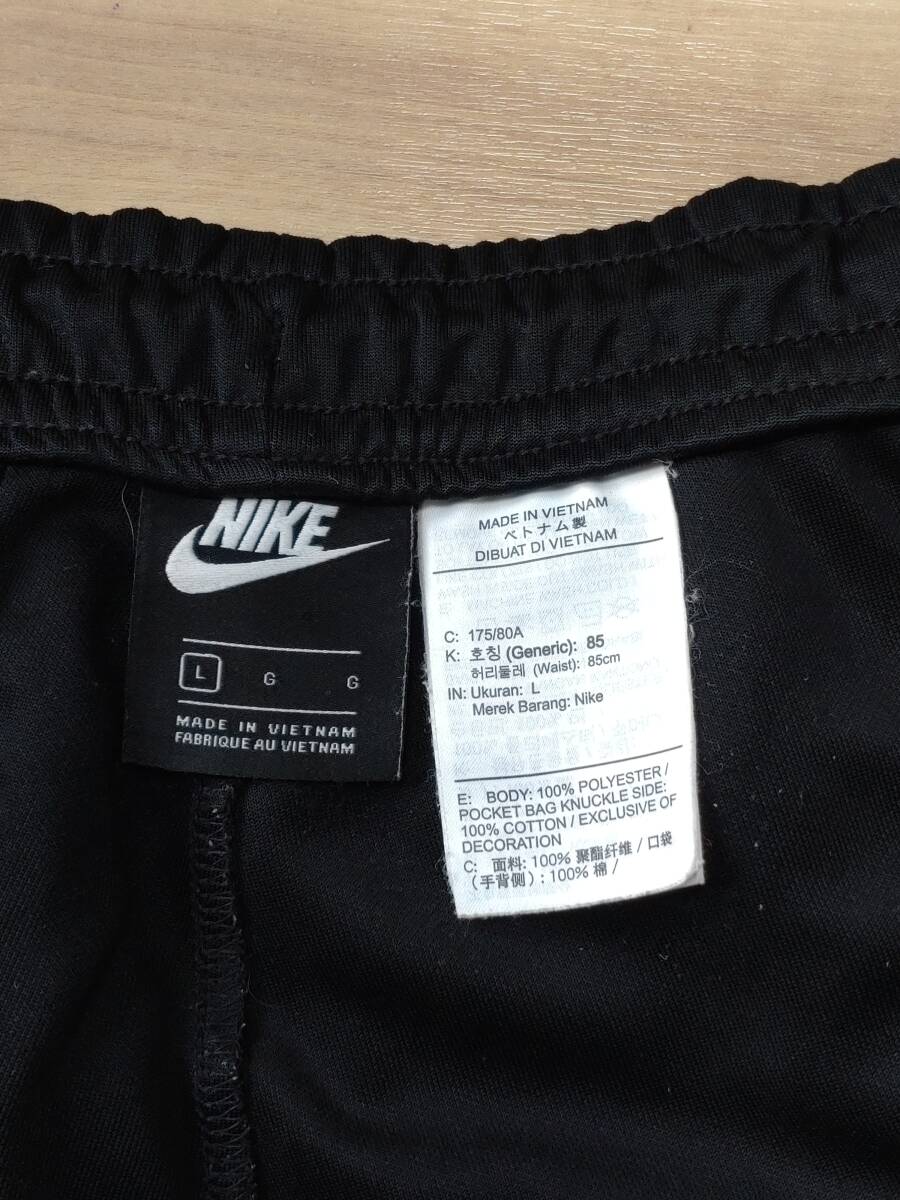 NIKE
L G G
MADE IN VIETNAM
FABRIQUE AU VIETNAM
MADE IN VIETNAM
ベトナム製
DIBUAT DI VIETNAM
C: 175/80A
K: 호칭 (Generic): 85
허리둘레 (Waist): 85cm
IN: Ukuran: L
Merek Barang: Nike
E: BODY: 100% POLYESTER /
POCKET BAG KNUCKLE SIDE:
100% COTTON / EXCLUSIVE OF
DECORATION
C: 面料: 100% 聚酯纤维 / 口袋
(手背侧) : 100% 棉 /